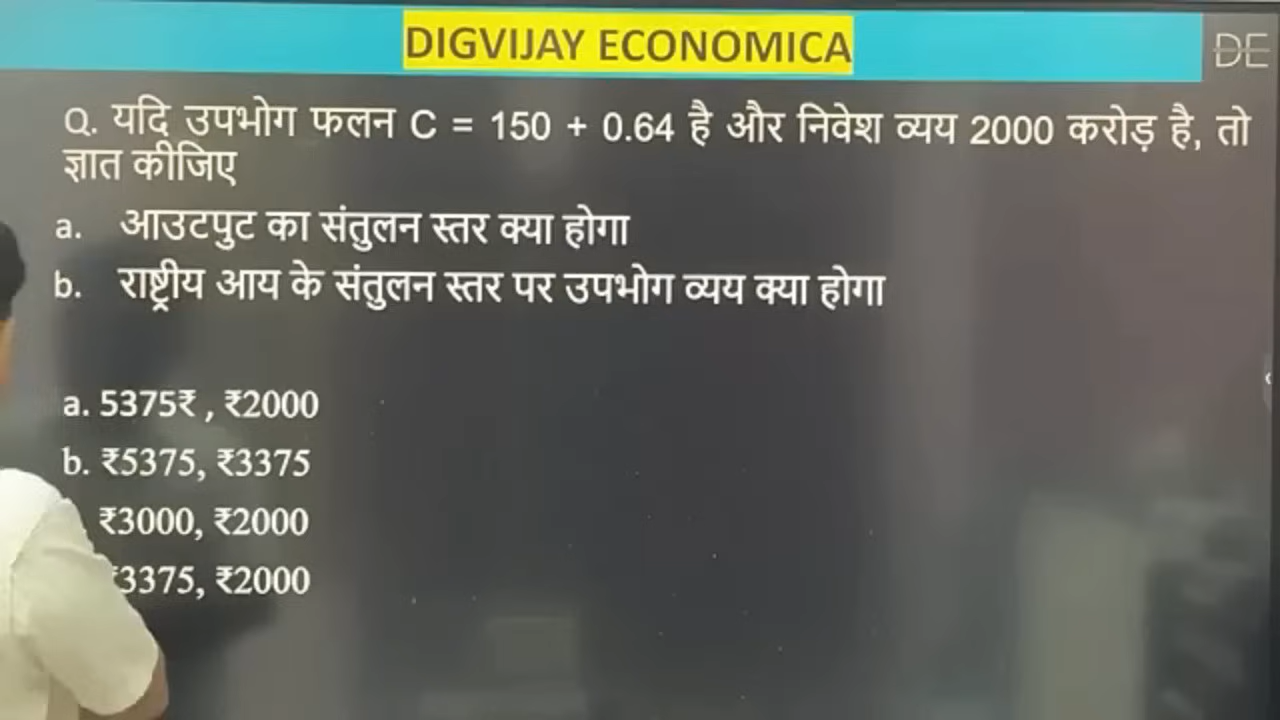 DIGVIJAY ECONOMICA
DE
Q. यदि उपभोग फलन C = 150 + 0.64 है और निवेश व्यय 2000 करोड़ है, तो
ज्ञात कीजिए
a. आउटपुट का संतुलन स्तर क्या होगा
b. राष्ट्रीय आय के संतुलन स्तर पर उपभोग व्यय क्या होगा
a. 5375₹ , ₹2000
b. ₹5375, ₹3375
. ₹3000, ₹2000
₹3375, ₹2000